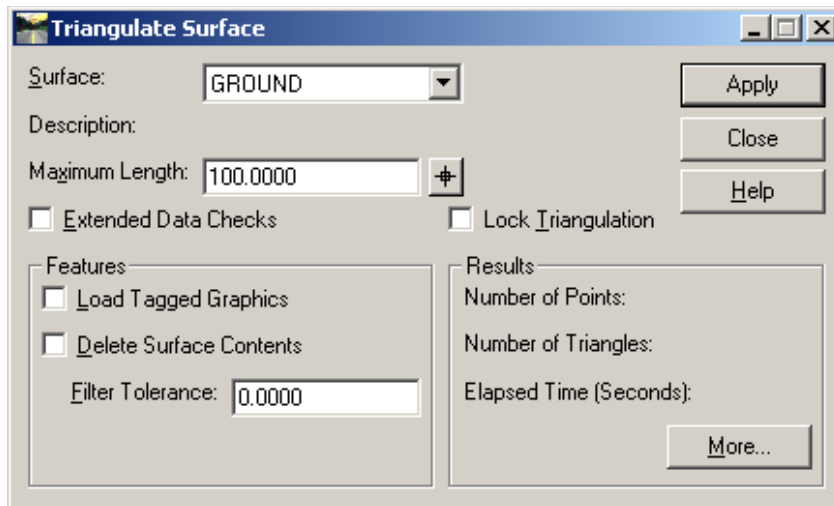 Triangulate Surface
Surface: GROUND
Apply
Description:
Close
Maximum Length: 100.0000
Help
Extended Data Checks
Lock Triangulation
Features
Load Tagged Graphics
Delete Surface Contents
Filter Tolerance: 0.0000
Results
Number of Points:
Number of Triangles:
Elapsed Time (Seconds):
More...